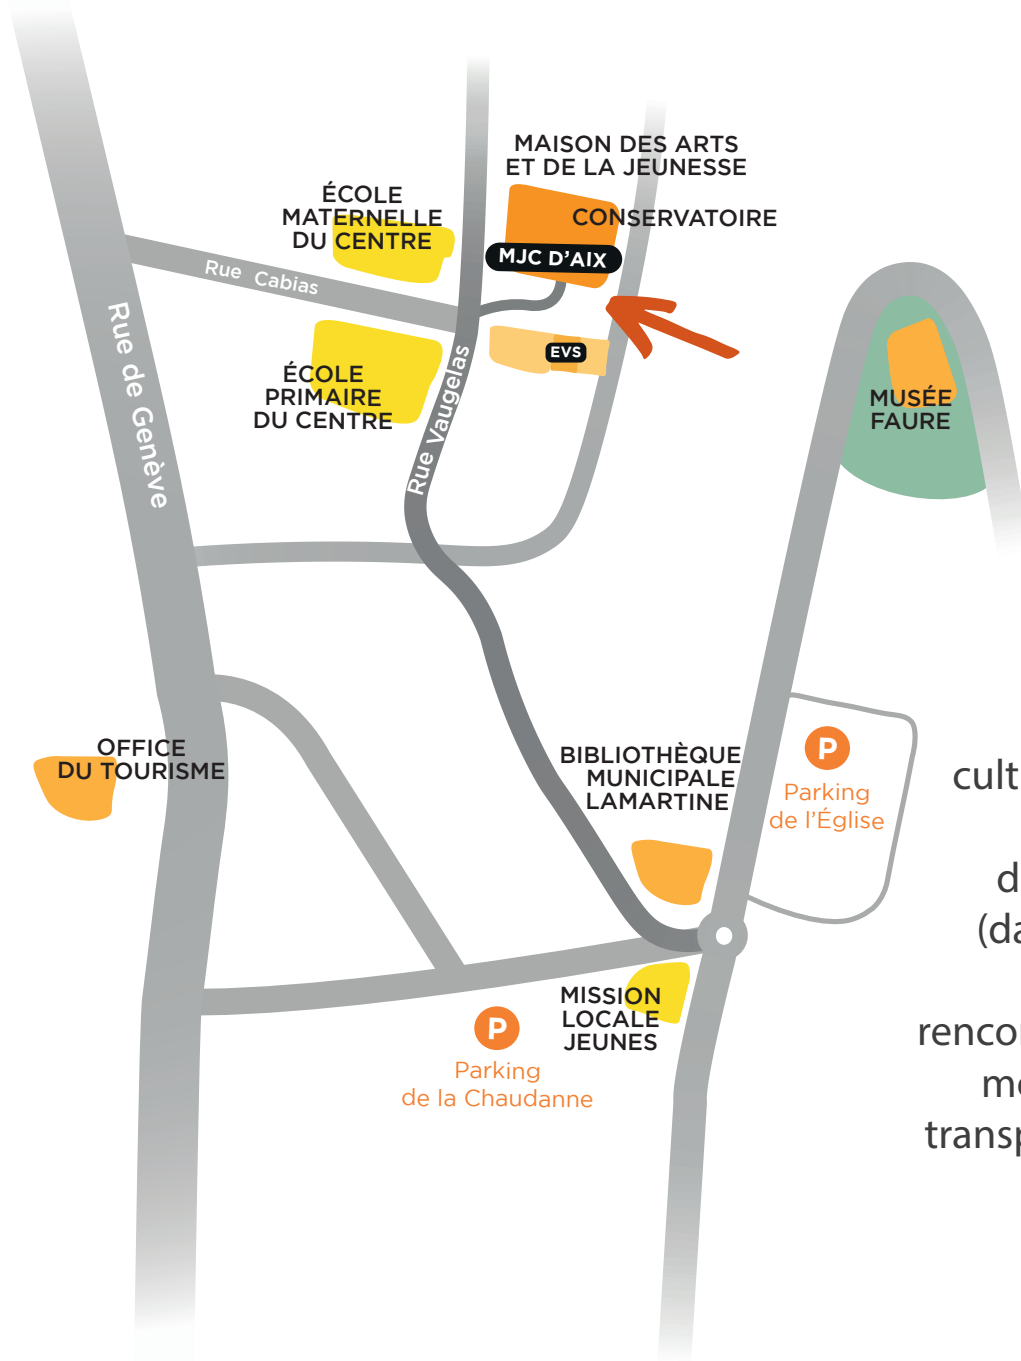 MAISON DES ARTS
ET DE LA JEUNESSE
CONSERVATOIRE
MJC D'AIX
ÉCOLE
MATERNELLE
DU CENTRE
Rue Cabias
Rue de Genève
EVS
ÉCOLE
PRIMAIRE
DU CENTRE
Rue Vaugelas
MUSÉE
FAURE
OFFICE
DU TOURISME
BIBLIOTHÈQUE
MUNICIPALE
LAMARTINE
P
Parking
de l'Église
MISSION
LOCALE
JEUNES
P
Parking
de la Chaudanne
cult
d
(da
renco
me
transp